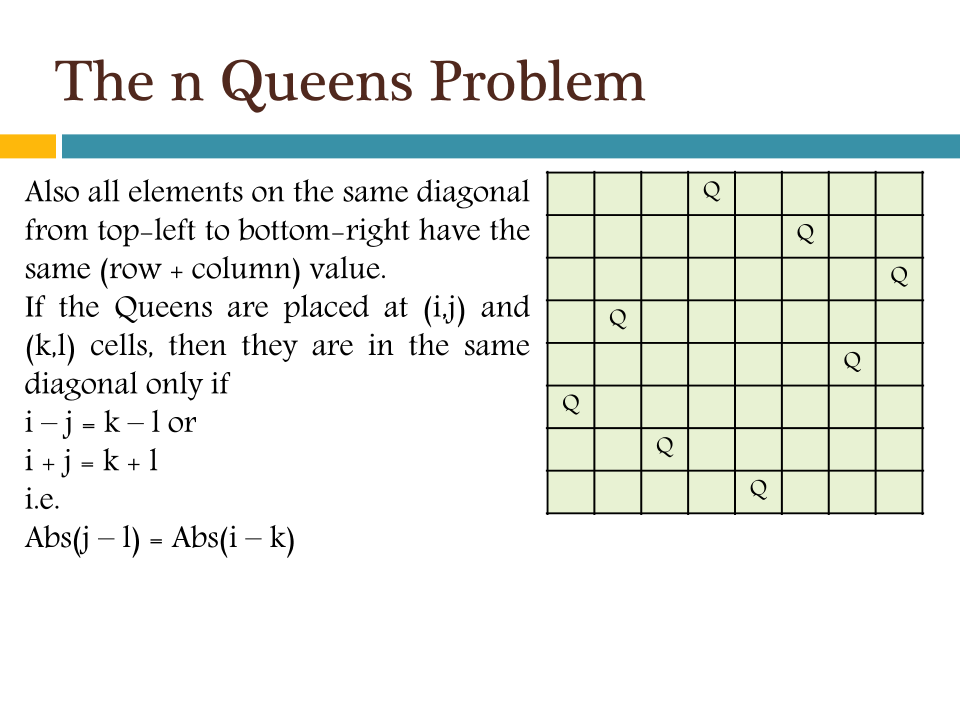 The n Queens Problem
Also all elements on the same diagonal
from top-left to bottom-right have the
same (row + column) value.
If the Queens are placed at (i,j) and
(k,l) cells, then they are in the same
diagonal only if
i – j = k – l or
i + j = k + l
i.e.
Abs(j – l) = Abs(i – k)
Q
Q
Q
Q
Q
Q
Q
Q